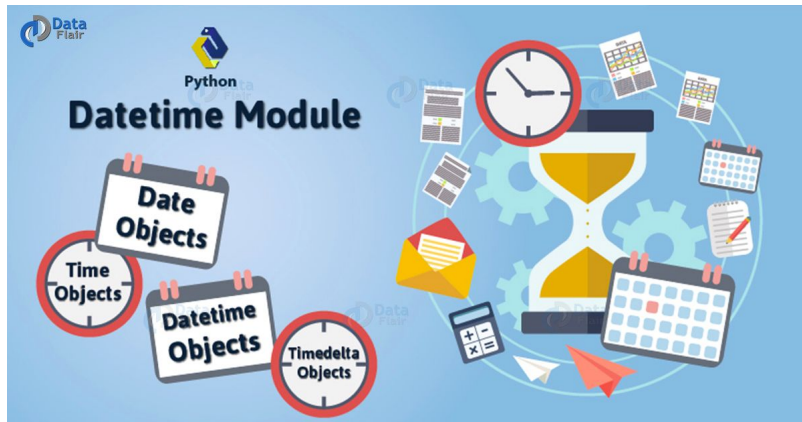 Data
Flair
Python
Datetime Module
Date
Objects
Time
Objects
Datetime
Objects
Timedelta
Objects